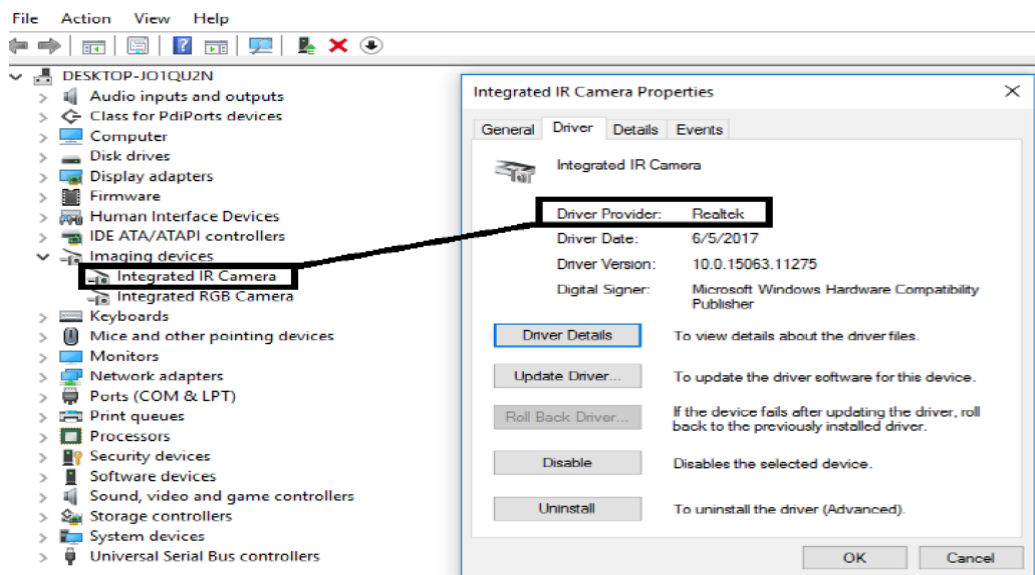 File Action View Help
DESKTOP-JO1QU2N
Audio inputs and outputs
Class for PdiPorts devices
Computer
Disk drives
Display adapters
Firmware
Human Interface Devices
IDE ATA/ATAPI controllers
Imaging devices
Integrated IR Camera
Integrated RGB Camera
Keyboards
Mice and other pointing devices
Monitors
Network adapters
Ports (COM & LPT)
Print queues
Processors
Security devices
Software devices
Sound, video and game controllers
Storage controllers
System devices
Universal Serial Bus controllers
Integrated IR Camera Properties
General Driver Details Events
Integrated IR Camera
Driver Provider: Realtek
Driver Date: 6/5/2017
Driver Version: 10.0.15063.11275
Digital Signer: Microsoft Windows Hardware Compatibility
Publisher
Driver Details To view details about the driver files.
Update Driver... To update the driver software for this device.
Roll Back Driver... If the device fails after updating the driver, roll
back to the previously installed driver.
Disable Disables the selected device.
Uninstall To uninstall the driver (Advanced).
OK Cancel